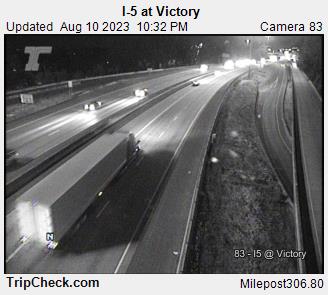 I-5 at Victory
Updated Aug 10 2023 10:32 PM Camera 83
T
N
83 - I5 @ Victory
TripCheck.com Milepost306.80